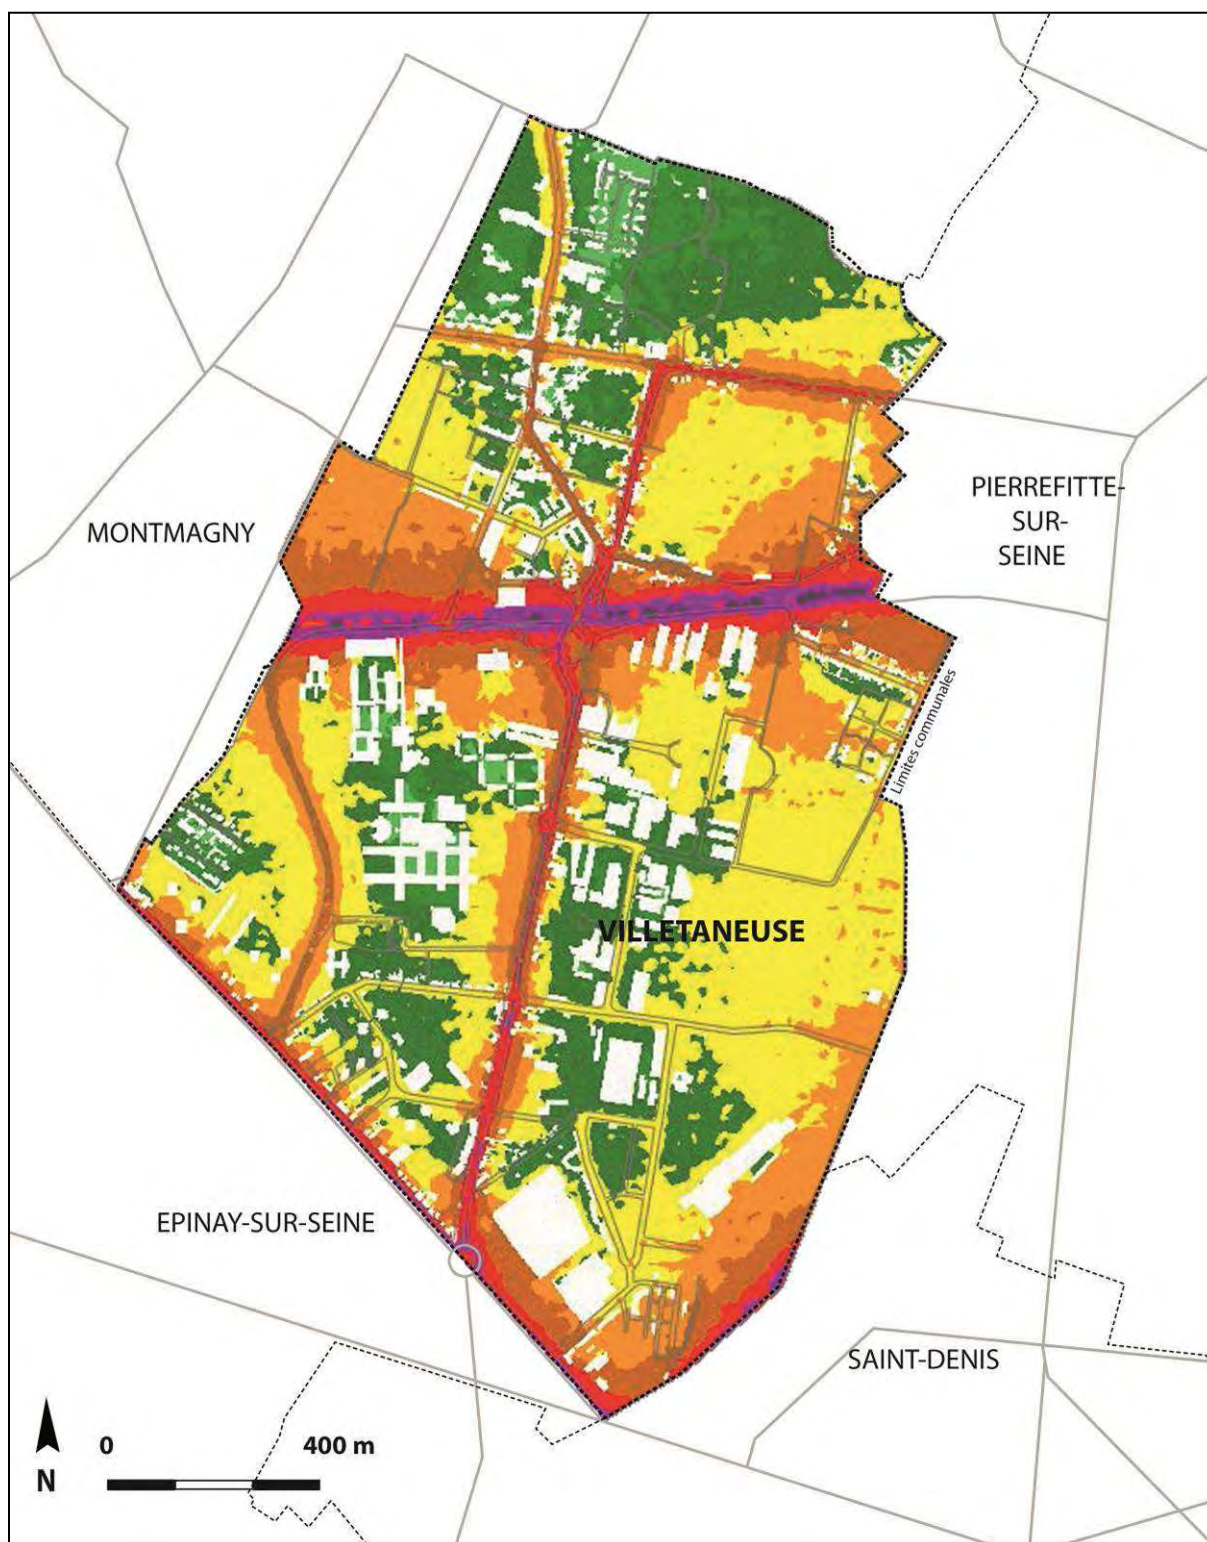 MONTMAGNY
PIERREFITTE-
SUR-
SEINE
Limites communales
VILLETANEUSE
EPINAY-SUR-SEINE
SAINT-DENIS
0 400 m
N